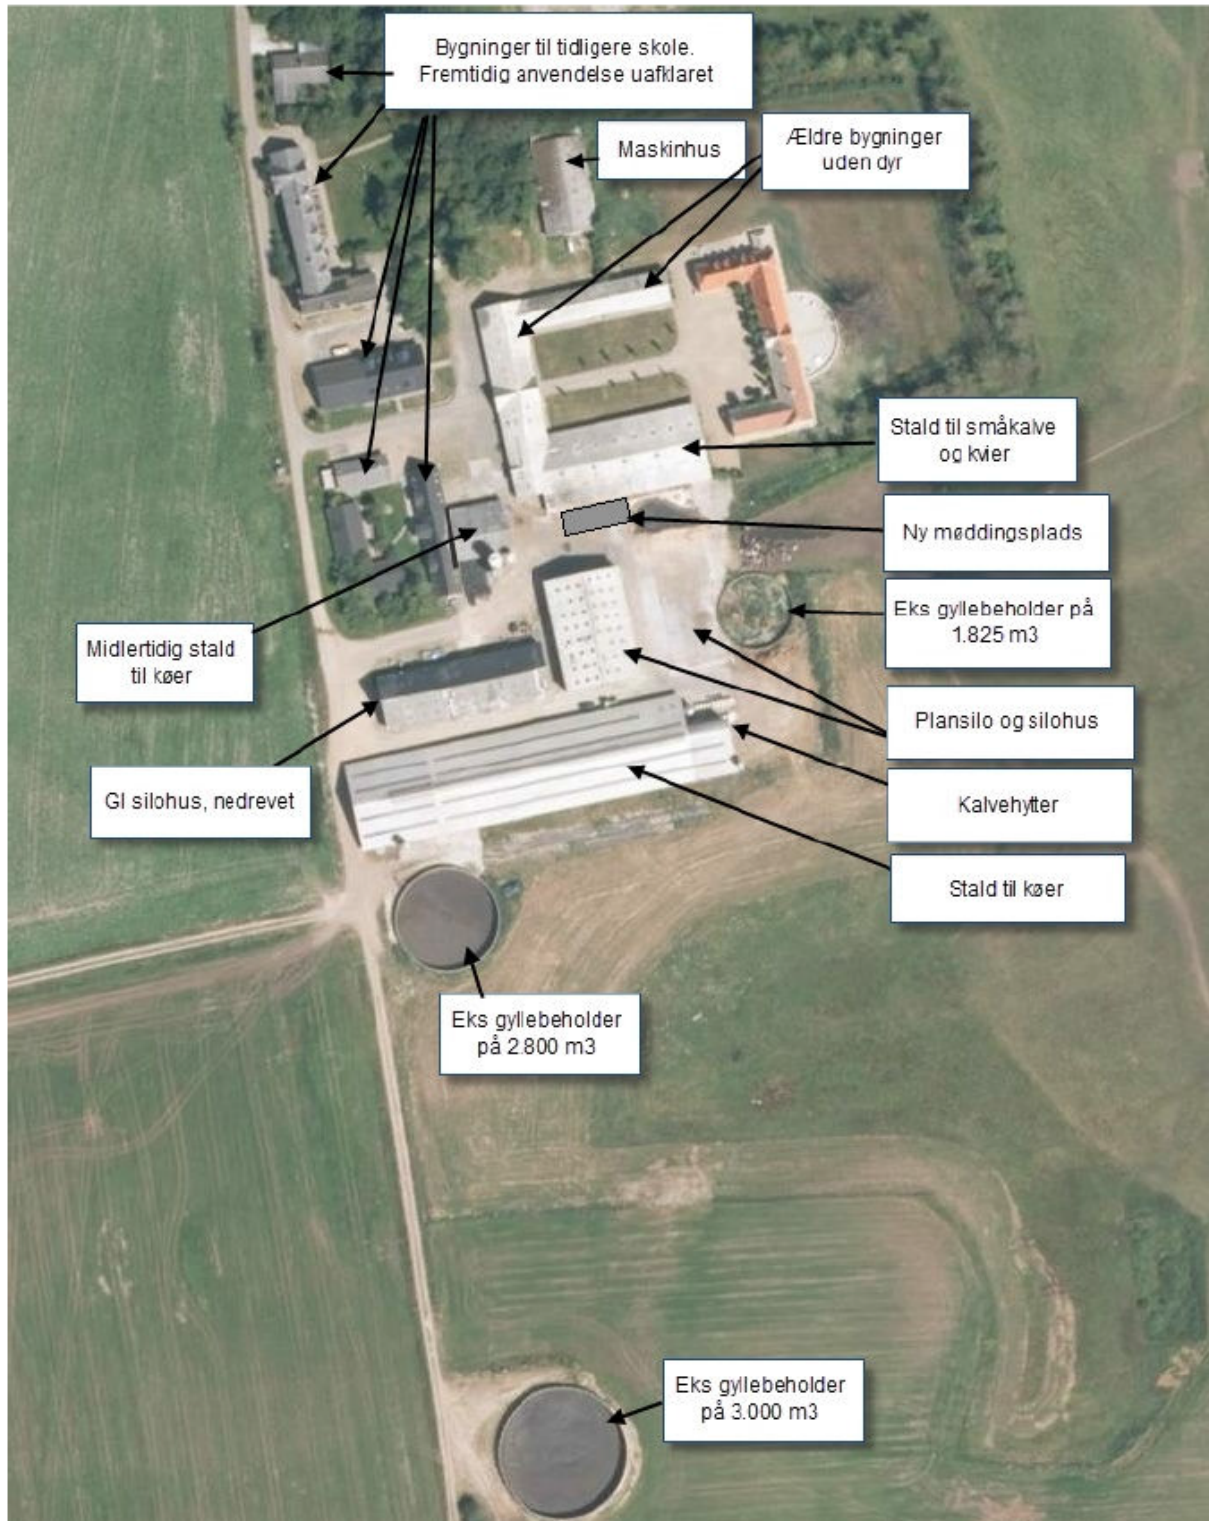 Bygninger til tidligere skole.
Fremtidig anvendelse uafklaret
Maskinhus
Ældre bygninger
uden dyr
Stald til småkalve
og kvier
Ny møddingsplads
Eks gyllebeholder på
1.825 m3
Midlertidig stald
til køer
Plansilo og silohus
Gl silohus, nedrevet
Kalvehytter
Stald til køer
Eks gyllebeholder
på 2.800 m3
Eks gyllebeholder
på 3.000 m3